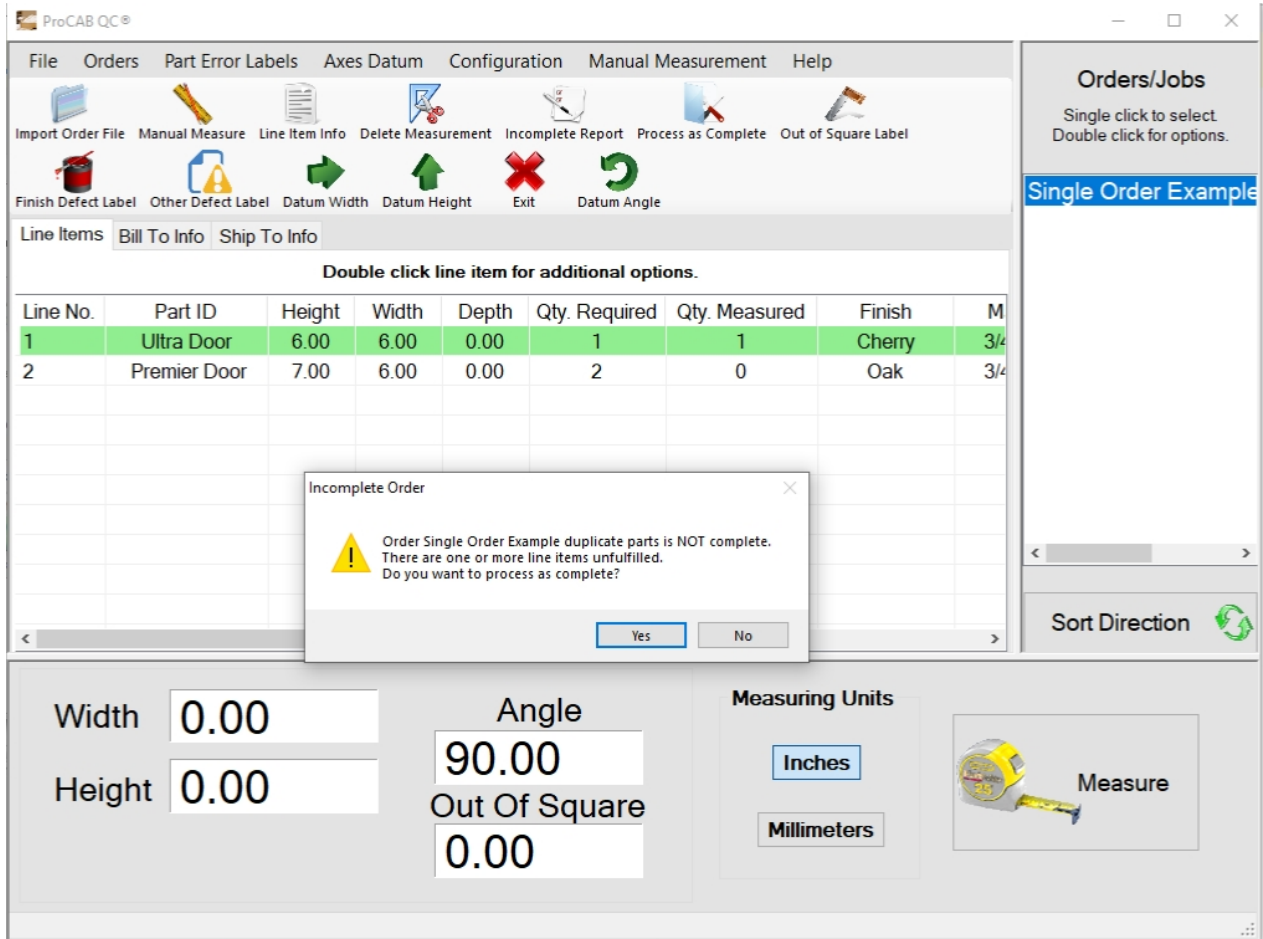 ProCAB QC®
File Orders Part Error Labels Axes Datum Configuration Manual Measurement Help
Import Order File Manual Measure Line Item Info Delete Measurement Incomplete Report Process as Complete Out of Square Label
Finish Defect Label Other Defect Label Datum Width Datum Height Exit Datum Angle
Line Items Bill To Info Ship To Info
Double click line item for additional options.
Line No. Part ID Height Width Depth Qty. Required Qty. Measured Finish M
1 Ultra Door 6.00 6.00 0.00 1 1 Cherry 3/4
2 Premier Door 7.00 6.00 0.00 2 0 Oak 3/4
Orders/Jobs
Single click to select.
Double click for options.
Single Order Example
Sort Direction
Incomplete Order
Order Single Order Example duplicate parts is NOT complete.
There are one or more line items unfulfilled.
Do you want to process as complete?
Yes No
Width 0.00
Height 0.00
Angle
90.00
Out Of Square
0.00
Measuring Units
Inches
Millimeters
25
Measure